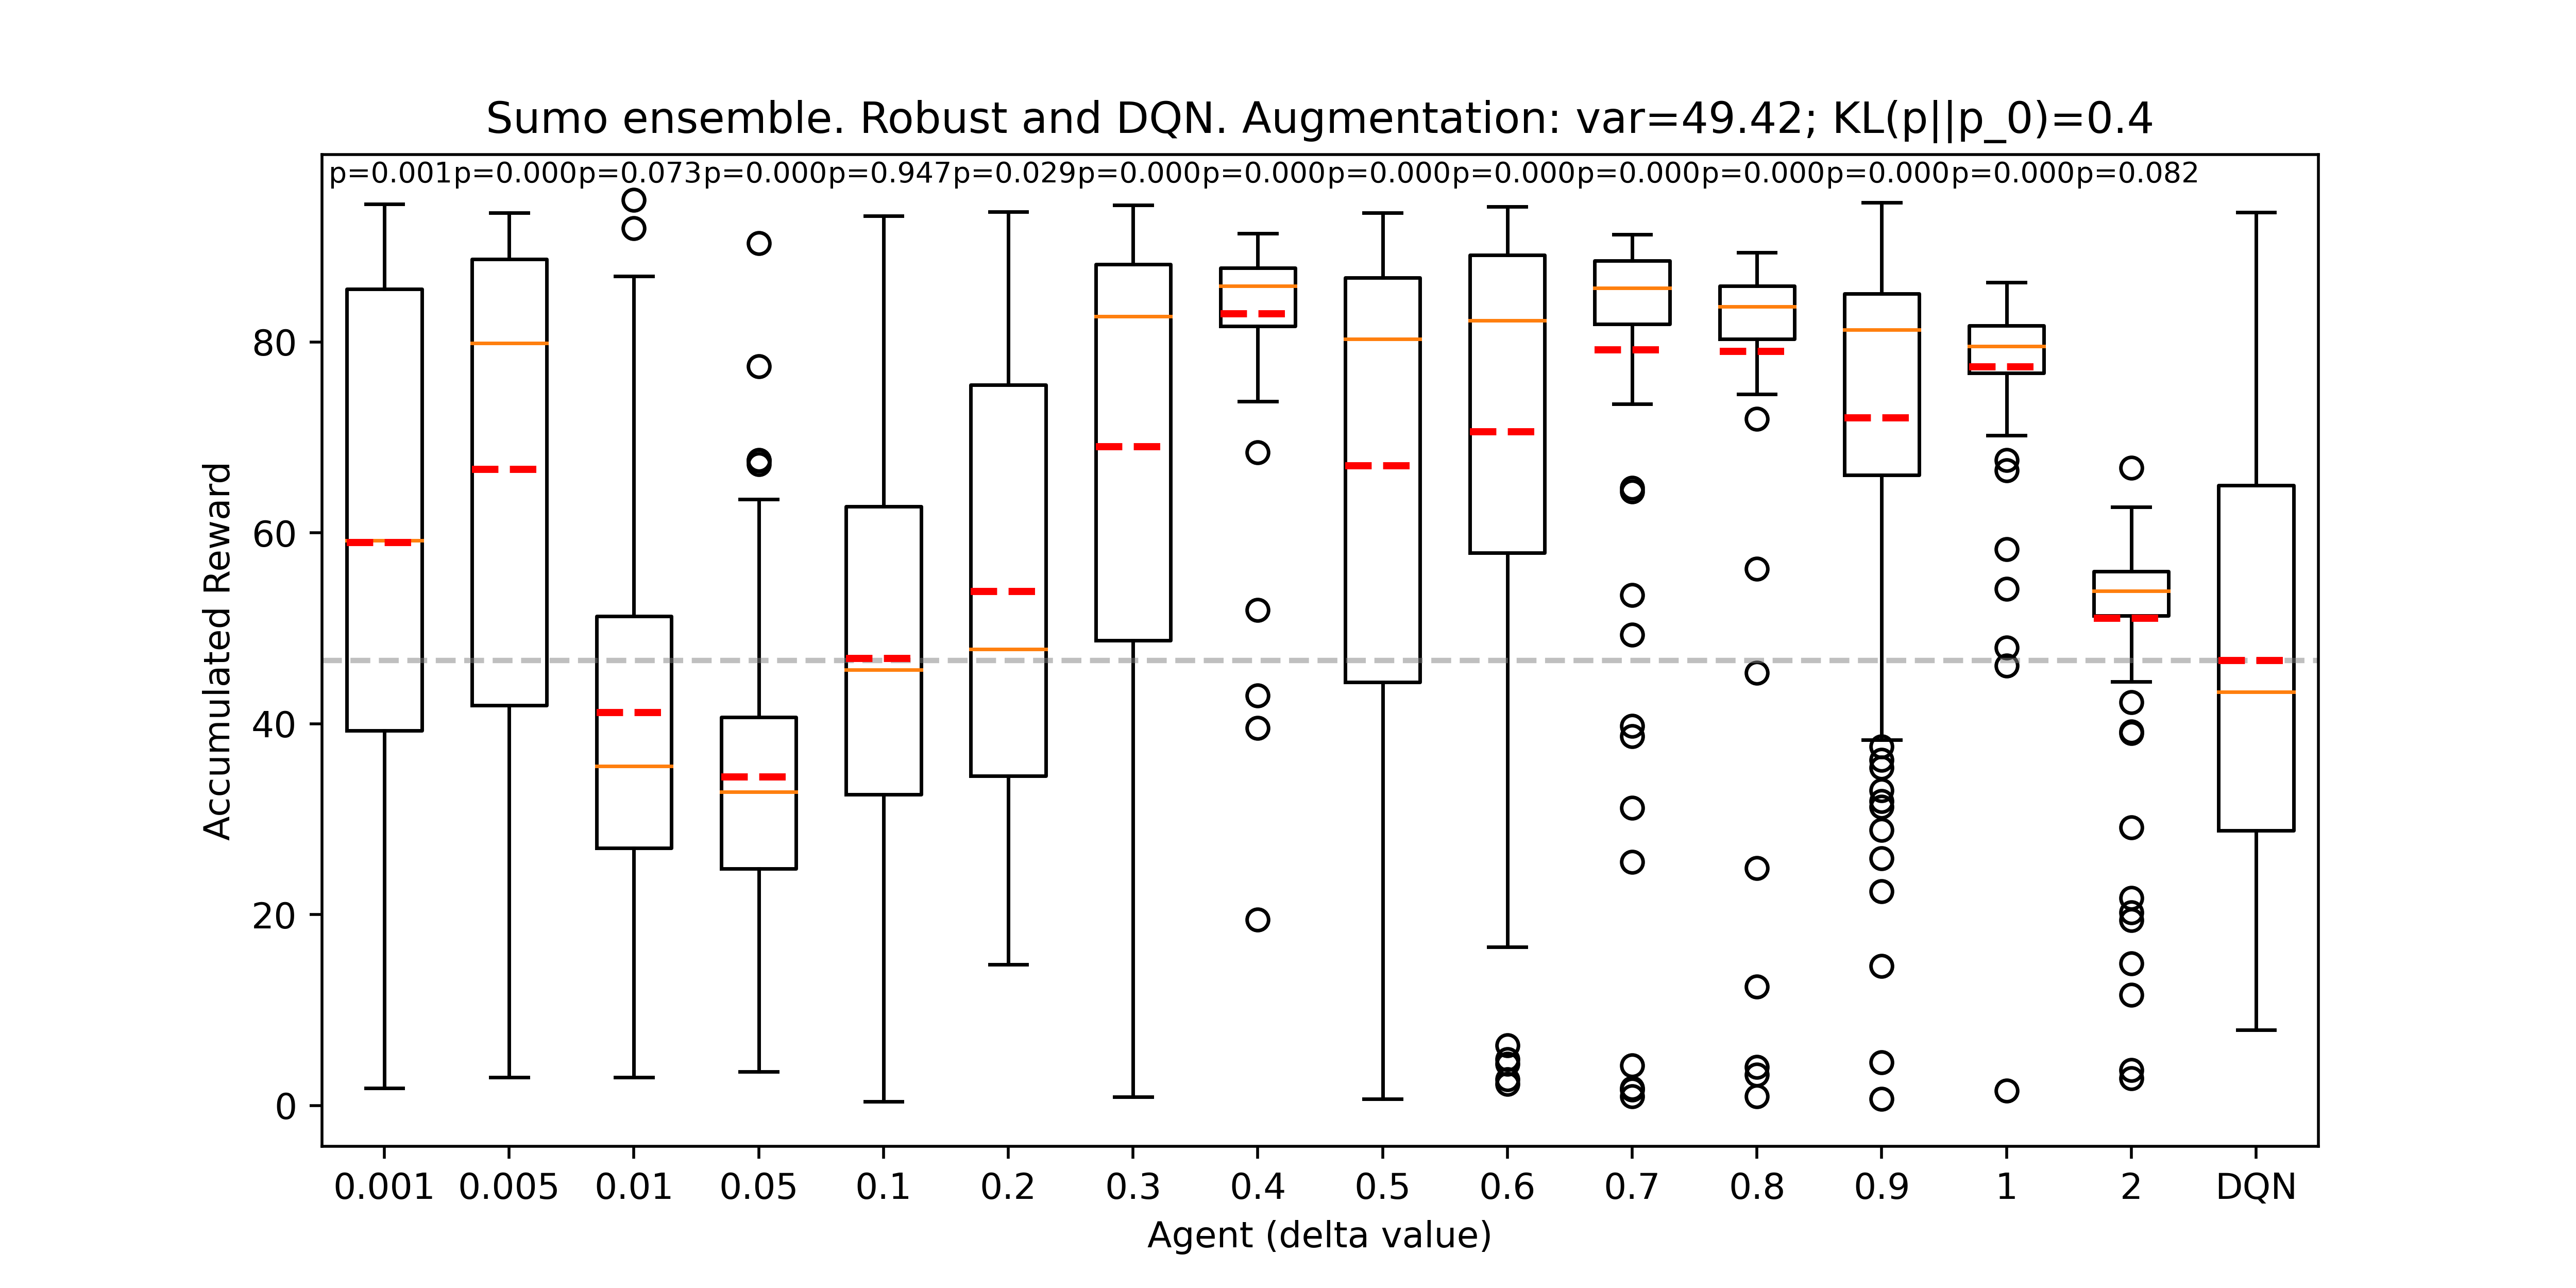 Sumo ensemble. Robust and DQN. Augmentation: var=49.42; KL(p||p_0)=0.4
p=0.001p=0.000p=0.073p=0.000p=0.947p=0.029p=0.000p=0.000p=0.000p=0.000p=0.000p=0.000p=0.000p=0.000p=0.082
Accumulated Reward
80
60
40
20
0
0.001 0.005 0.01 0.05 0.1 0.2 0.3 0.4 0.5 0.6 0.7 0.8 0.9 1 2 DQN
Agent (delta value)